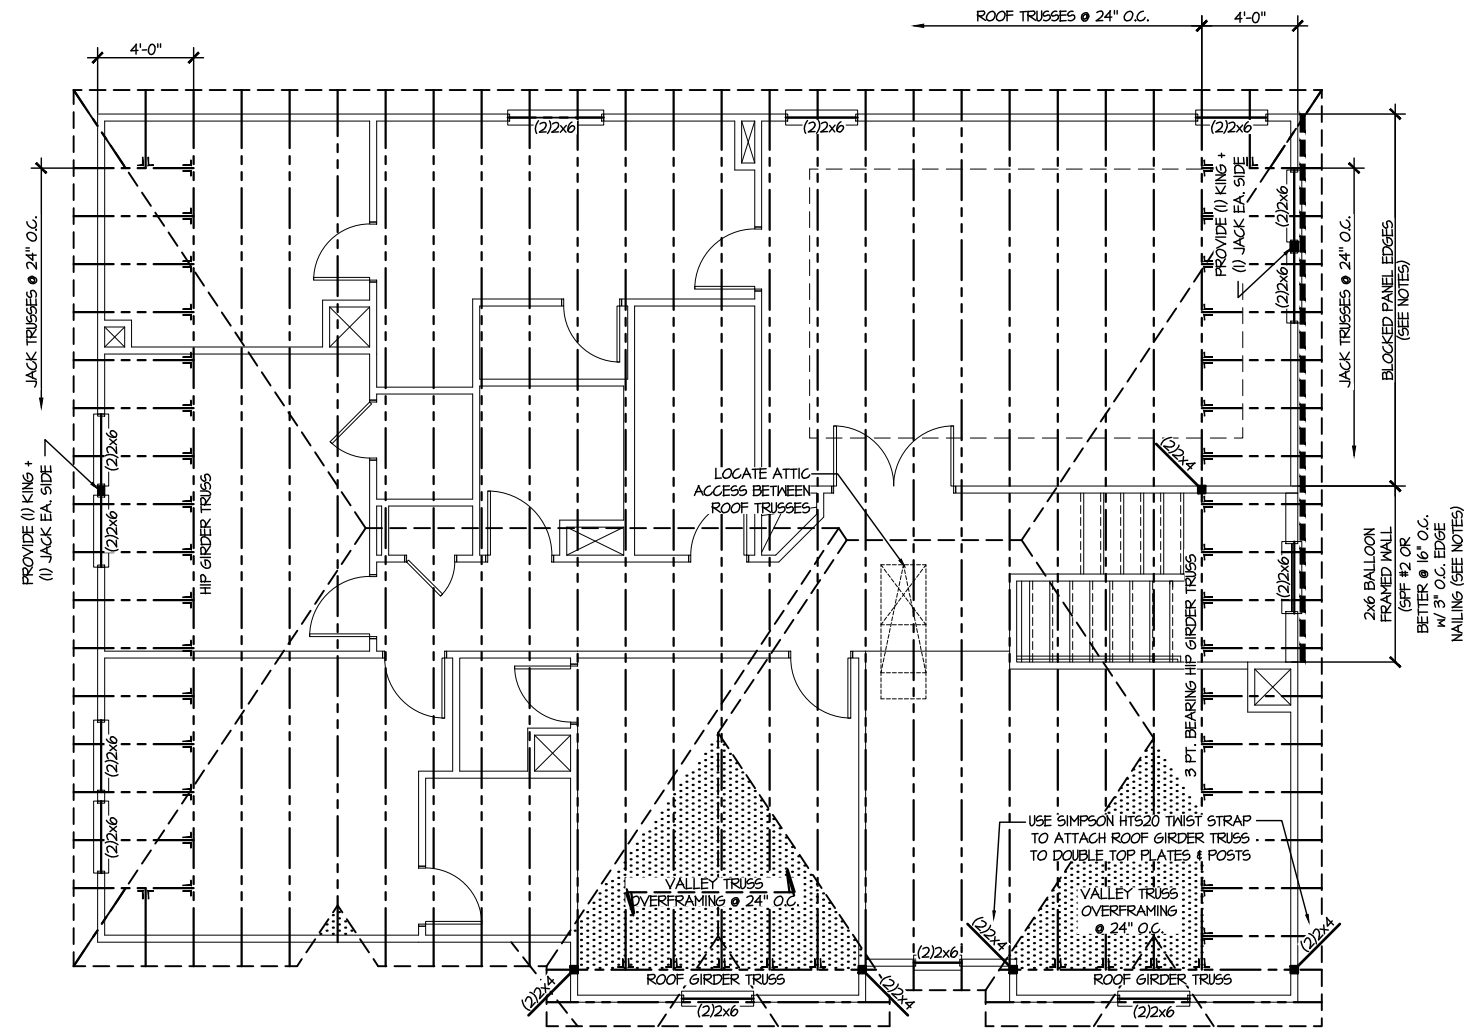 ROOF TRUSSES @ 24" O.C.
4'-0"
4'-0"
(2)2x6
(2)2x6
(2)2x6
PROVIDE (1) KING +
(1) JACK EA. SIDE
(2)2x6
(2)2x6
JACK TRUSSES @ 24" O.C.
BLOCKED PANEL EDGES
(SEE NOTES)
JACK TRUSSES @ 24" O.C.
(2)2x6
(2)2x6
PROVIDE (1) KING +
(1) JACK EA. SIDE
HIP GIRDER TRUSS
LOCATE ATTIC
ACCESS BETWEEN
ROOF TRUSSES
(2)2x4
(2)2x6
2x6 BALLOON
FRAMED WALL
(SPF #2 OR
BETTER @ 16" O.C.
W/ 3" O.C. EDGE
NAILING (SEE NOTES)
3 PT. BEARING HIP GIRDER TRUSS
(2)2x6
(2)2x6
USE SIMPSON HTS20 TWIST STRAP
TO ATTACH ROOF GIRDER TRUSS
TO DOUBLE TOP PLATES & POSTS
VALLEY TRUSS
OVERFRAMING @ 24" O.C.
VALLEY TRUSS
OVERFRAMING
@ 24" O.C.
(2)2x4
(2)2x4
(2)2x6
ROOF GIRDER TRUSS
ROOF GIRDER TRUSS
(2)2x4
(2)2x4
(2)2x6
(2)2x6